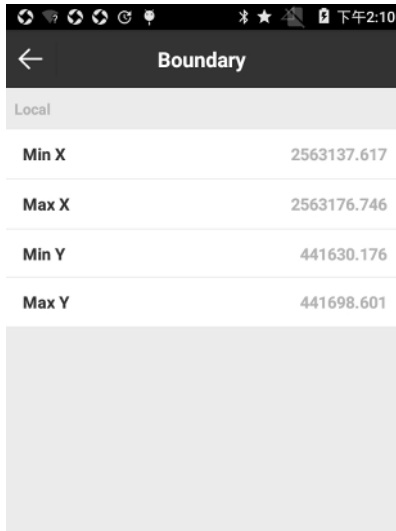 下午2:10
Boundary
Local
Min X 2563137.617
Max X 2563176.746
Min Y 441630.176
Max Y 441698.601